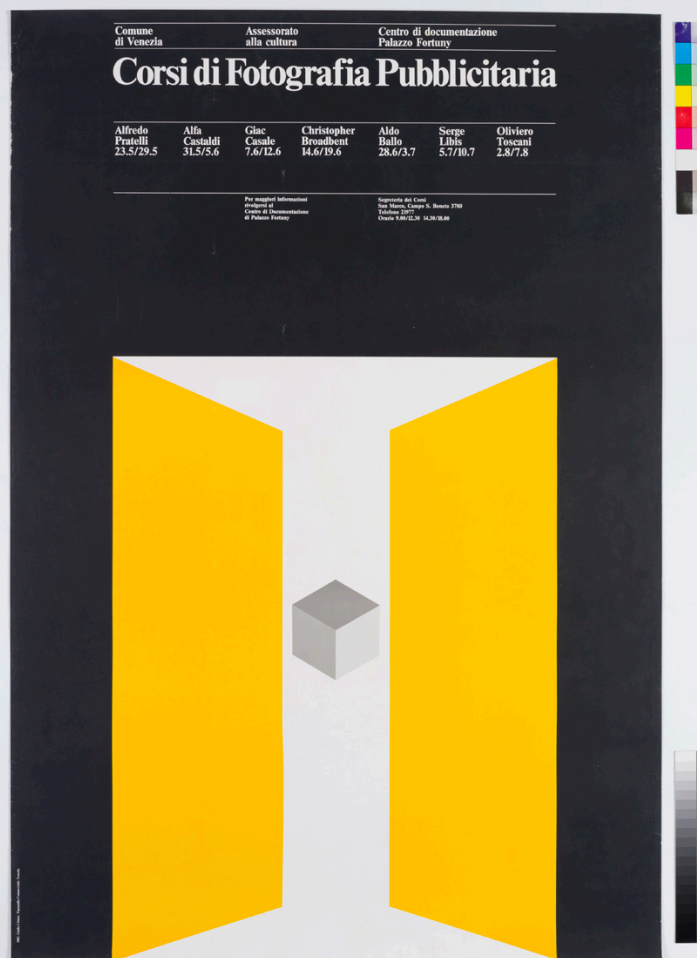 Comune
di Venezia
Assessorato
alla cultura
Centro di documentazione
Palazzo Fortuny
Corsi di Fotografia Pubblicitaria
Alfredo
Pratelli
23.5/29.5
Alfa
Castaldi
31.5/5.6
Giac
Casale
7.6/12.6
Christopher
Broadbent
14.6/19.6
Aldo
Ballo
28.6/3.7
Serge
Libis
5.7/10.7
Oliviero
Toscani
2.8/7.8
Per maggiori informazioni
rivolgersi al
Centro di Documentazione
di Palazzo Fortuny
Segreteria dei Corsi
San Marco, Campo S. Beneto 3780
Telefono 21977
Orario 9.00/12.30 14.30/18.00